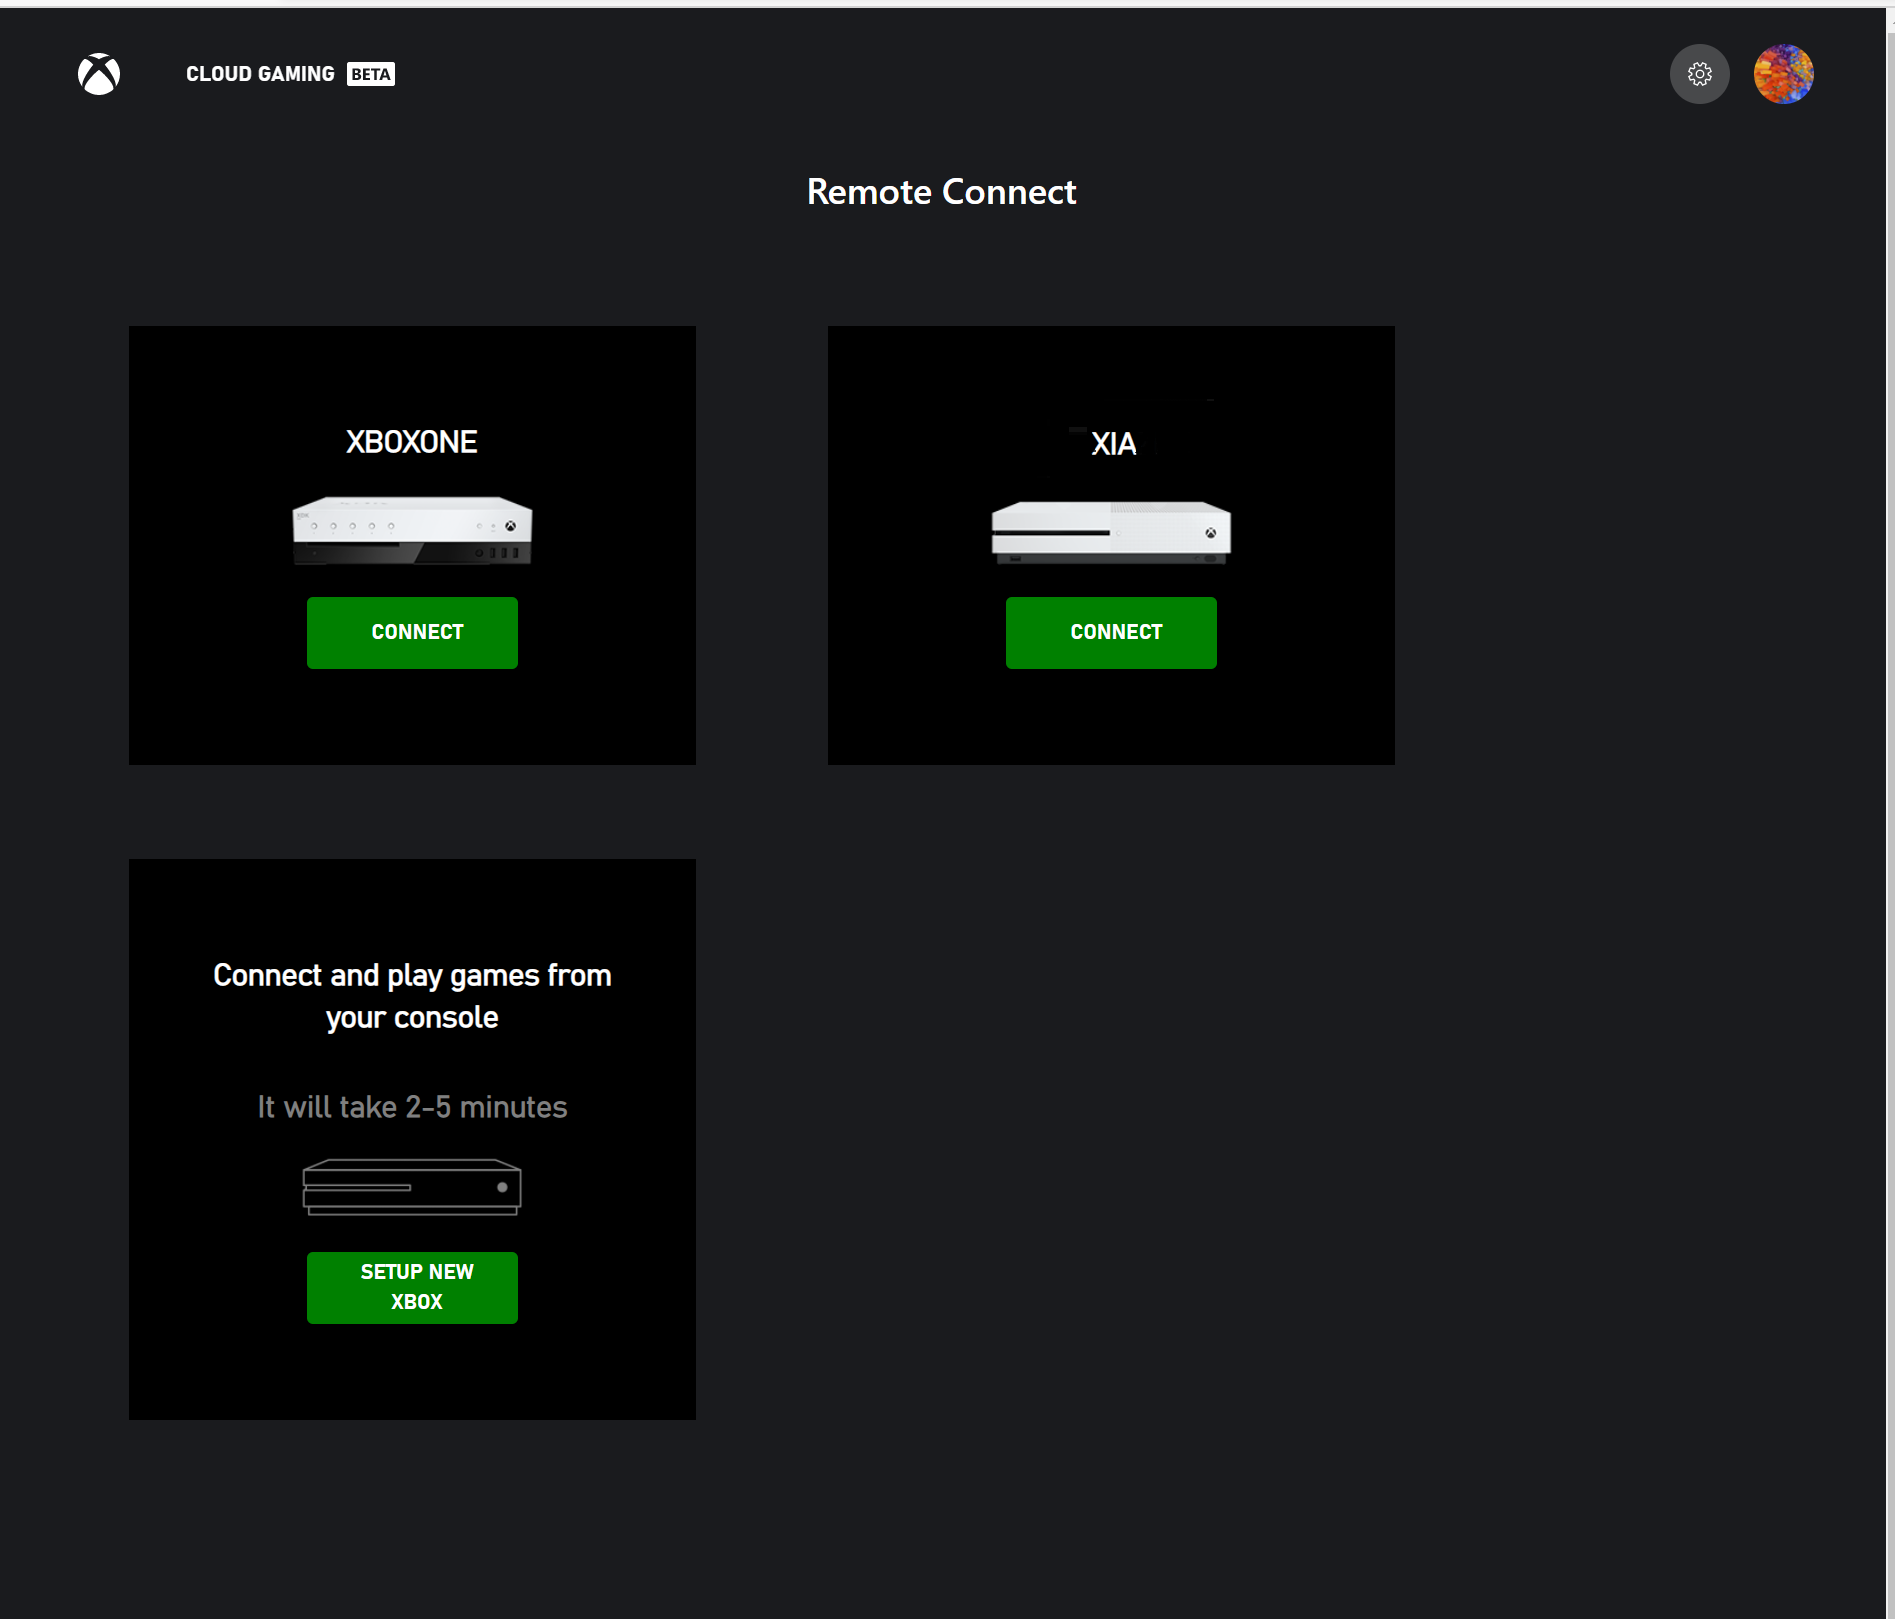 CLOUD GAMING BETA
Remote Connect
XBOXONE
CONNECT
XIA
CONNECT
Connect and play games from
your console
It will take 2-5 minutes
SETUP NEW
XBOX